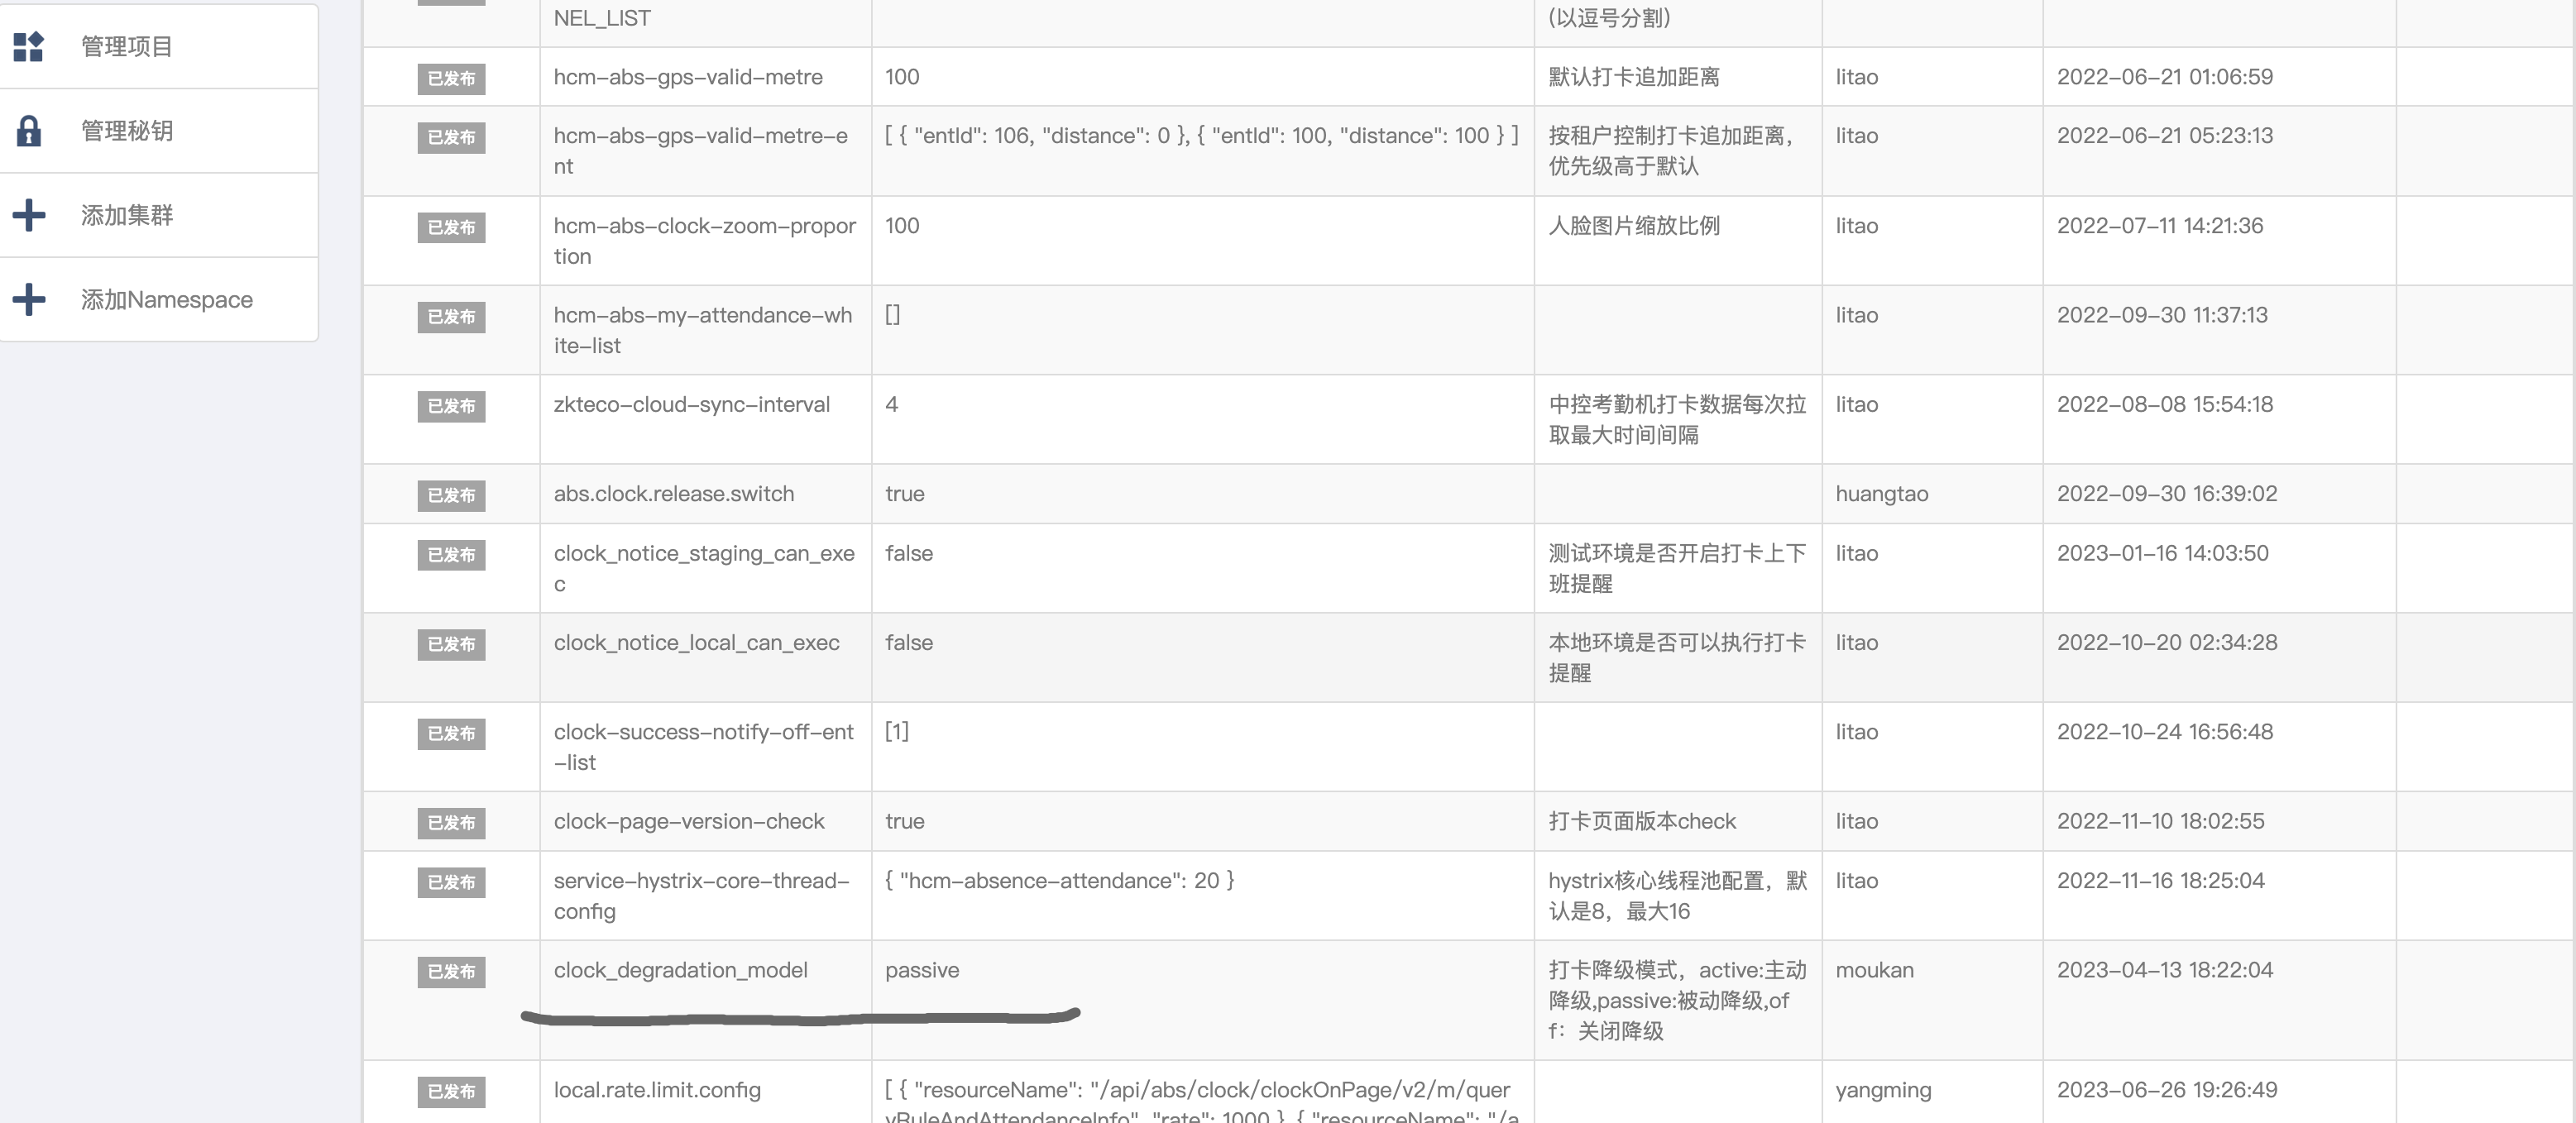 管理项目
管理秘钥
添加集群
添加Namespace
NEL_LIST
(以逗号分割)
已发布 hcm-abs-gps-valid-metre 100 默认打卡追加距离 litao 2022-06-21 01:06:59
已发布 hcm-abs-gps-valid-metre-e [ { "entId": 106, "distance": 0 }, { "entId": 100, "distance": 100 } ] 按租户控制打卡追加距离， litao 2022-06-21 05:23:13
nt 优先级高于默认
已发布 hcm-abs-clock-zoom-propor 100 人脸图片缩放比例 litao 2022-07-11 14:21:36
tion
已发布 hcm-abs-my-attendance-wh [] litao 2022-09-30 11:37:13
ite-list
已发布 zkteco-cloud-sync-interval 4 中控考勤机打卡数据每次拉 litao 2022-08-08 15:54:18
取最大时间间隔
已发布 abs.clock.release.switch true huangtao 2022-09-30 16:39:02
已发布 clock_notice_staging_can_exe false 测试环境是否开启打卡上下 litao 2023-01-16 14:03:50
c 班提醒
已发布 clock_notice_local_can_exec false 本地环境是否可以执行打卡 litao 2022-10-20 02:34:28
提醒
已发布 clock-success-notify-off-ent [1] litao 2022-10-24 16:56:48
-list
已发布 clock-page-version-check true 打卡页面版本check litao 2022-11-10 18:02:55
已发布 service-hystrix-core-thread- { "hcm-absence-attendance": 20 } hystrix核心线程池配置，默 litao 2022-11-16 18:25:04
config 认是8，最大16
已发布 clock_degradation_model passive 打卡降级模式，active:主动 moukan 2023-04-13 18:22:04
降级,passive:被动降级,of
f：关闭降级
已发布 local.rate.limit.config [ { "resourceName": "/api/abs/clock/clockOnPage/v2/m/quer yangming 2023-06-26 19:26:49
yRuleAndAttendanceInfo", "rate": 1000 }, { "resourceName": "/a